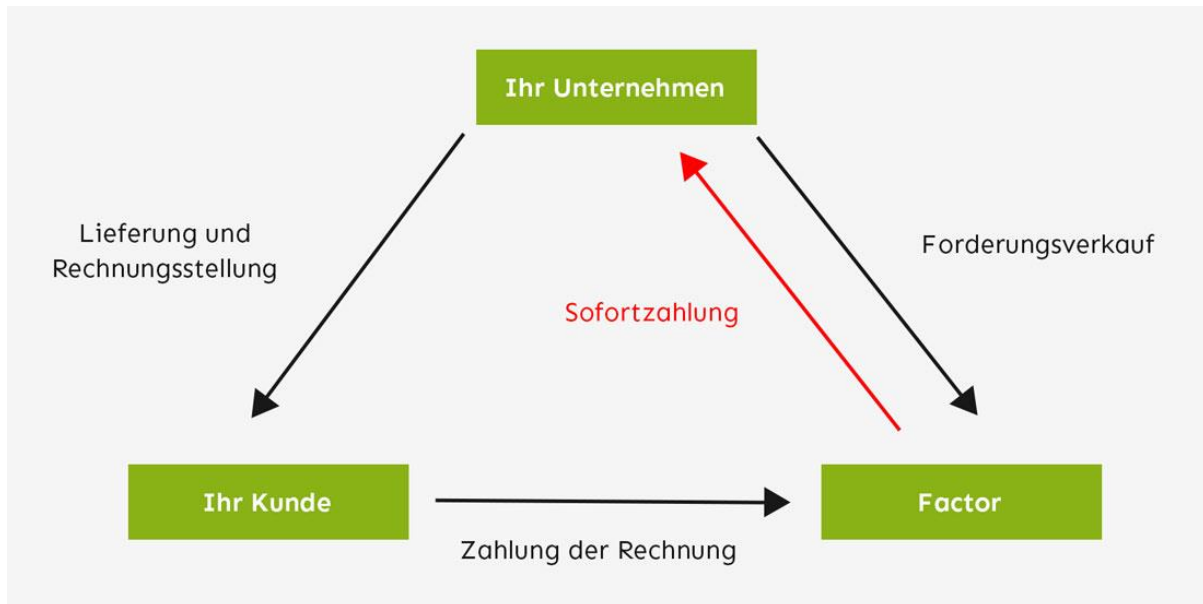 Ihr Unternehmen
Lieferung und
Rechnungsstellung
Forderungsverkauf
Sofortzahlung
Ihr Kunde
Factor
Zahlung der Rechnung